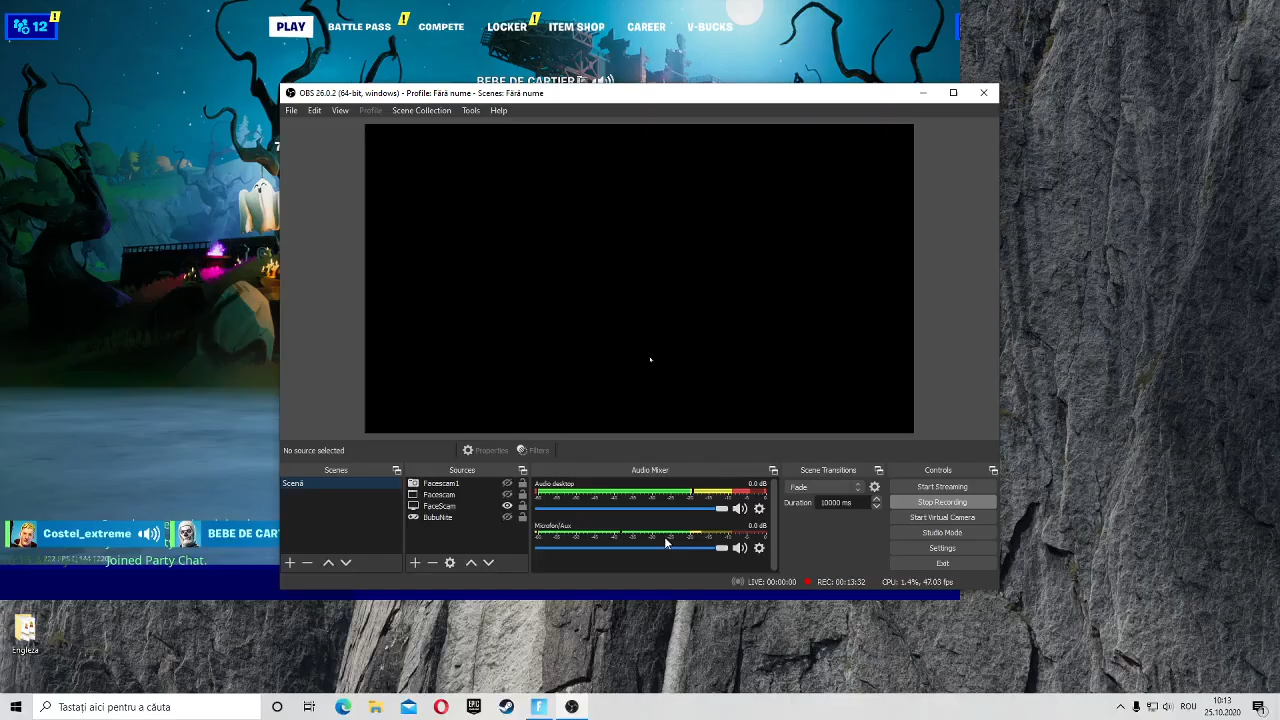 12
PLAY
BATTLE PASS
COMPETE
LOCKER
ITEM SHOP
CAREER
V-BUCKS
BEBE DE CARTIER
OBS 26.0.2 (64-bit, windows) - Profile: Fără nume - Scenes: Fără nume
File Edit View Profile Scene Collection Tools Help
No source selected
Properties Filters
Scenes
Sources
Audio Mixer
Scene Transitions
Controls
Scenă
Facescam1
Facescam
FaceScam
BubuNite
Audio desktop 0.0 dB
Microfon/Aux 0.0 dB
Fade
Duration 10000 ms
Start Streaming
Stop Recording
Start Virtual Camera
Studio Mode
Settings
Exit
LIVE: 00:00:00 REC: 00:13:32 CPU: 1.4%, 47.03 fps
Costel_extreme
BEBE DE CAR
Joined Party Chat.
Engleza
Tastați aici pentru a căuta
ROU
10:13
25.10.2020